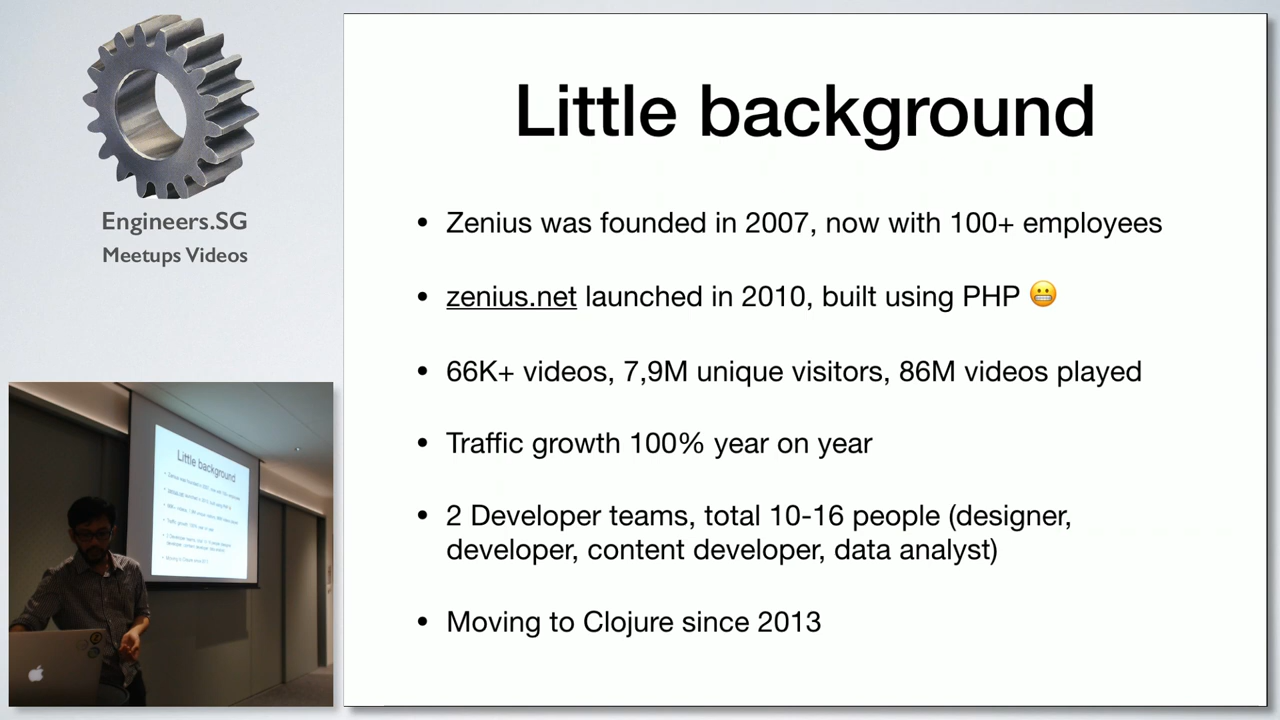 Engineers.SG
Meetups Videos
Little background
• Zenius was founded in 2007, now with 100+ employees
• zenius.net launched in 2010, built using PHP 😬
• 66K+ videos, 7,9M unique visitors, 86M videos played
• Traffic growth 100% year on year
• 2 Developer teams, total 10-16 people (designer,
developer, content developer, data analyst)
• Moving to Clojure since 2013
Little background